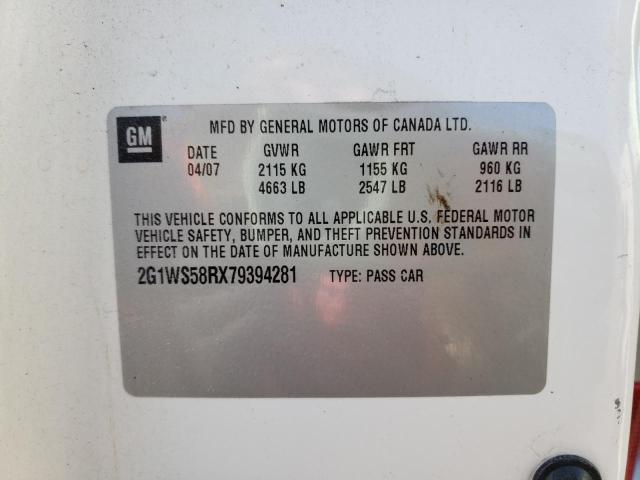 GM ®
MFD BY GENERAL MOTORS OF CANADA LTD.
DATE GVWR GAWR FRT GAWR RR
04/07 2115 KG 1155 KG 960 KG
4663 LB 2547 LB 2116 LB
THIS VEHICLE CONFORMS TO ALL APPLICABLE U.S. FEDERAL MOTOR
VEHICLE SAFETY, BUMPER, AND THEFT PREVENTION STANDARDS IN
EFFECT ON THE DATE OF MANUFACTURE SHOWN ABOVE.
2G1WS58RX79394281 TYPE: PASS CAR